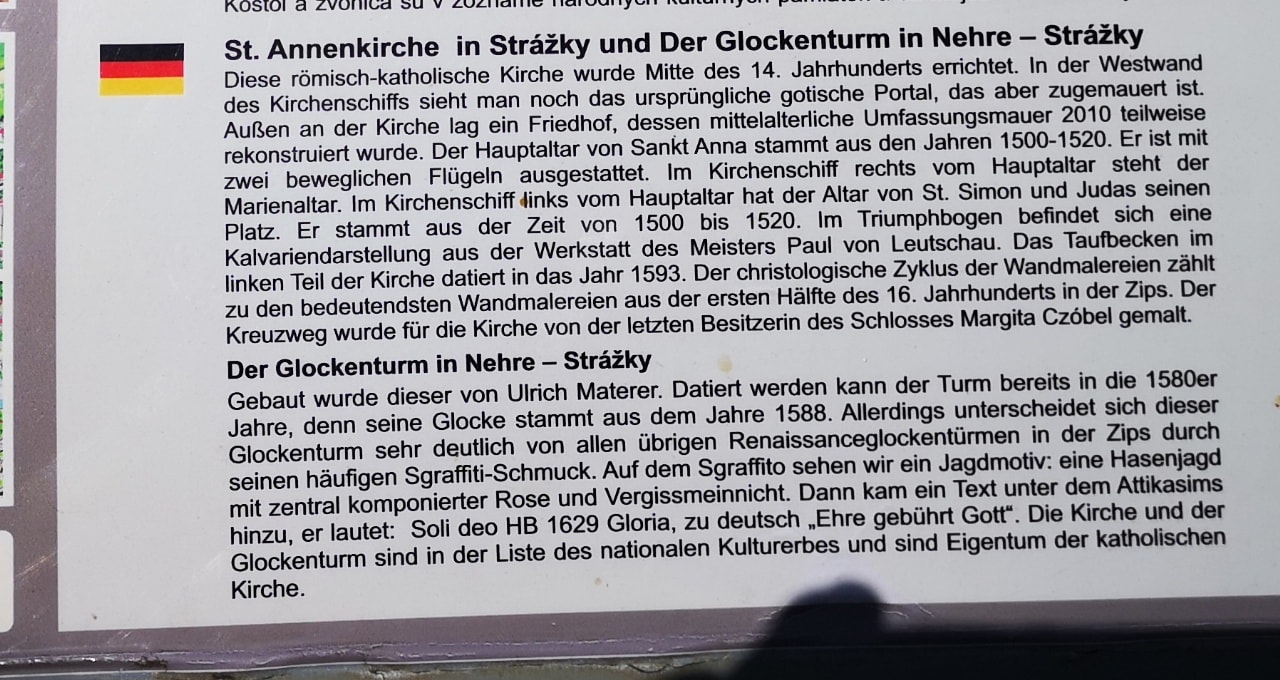 Kostol a zvonica sú v zozname národných kultúrnych
St. Annenkirche in Strážky und Der Glockenturm in Nehre – Strážky
Diese römisch-katholische Kirche wurde Mitte des 14. Jahrhunderts errichtet. In der Westwand
des Kirchenschiffs sieht man noch das ursprüngliche gotische Portal, das aber zugemauert ist.
Außen an der Kirche lag ein Friedhof, dessen mittelalterliche Umfassungsmauer 2010 teilweise
rekonstruiert wurde. Der Hauptaltar von Sankt Anna stammt aus den Jahren 1500-1520. Er ist mit
zwei beweglichen Flügeln ausgestattet. Im Kirchenschiff rechts vom Hauptaltar steht der
Marienaltar. Im Kirchenschiff links vom Hauptaltar hat der Altar von St. Simon und Judas seinen
Platz. Er stammt aus der Zeit von 1500 bis 1520. Im Triumphbogen befindet sich eine
Kalvariendarstellung aus der Werkstatt des Meisters Paul von Leutschau. Das Taufbecken im
linken Teil der Kirche datiert in das Jahr 1593. Der christologische Zyklus der Wandmalereien zählt
zu den bedeutendsten Wandmalereien aus der ersten Hälfte des 16. Jahrhunderts in der Zips. Der
Kreuzweg wurde für die Kirche von der letzten Besitzerin des Schlosses Margita Czóbel gemalt.
Der Glockenturm in Nehre – Strážky
Gebaut wurde dieser von Ulrich Materer. Datiert werden kann der Turm bereits in die 1580er
Jahre, denn seine Glocke stammt aus dem Jahre 1588. Allerdings unterscheidet sich dieser
Glockenturm sehr deutlich von allen übrigen Renaissanceglockentürmen in der Zips durch
seinen häufigen Sgraffiti-Schmuck. Auf dem Sgraffito sehen wir ein Jagdmotiv: eine Hasenjagd
mit zentral komponierter Rose und Vergissmeinnicht. Dann kam ein Text unter dem Attikasims
hinzu, er lautet: Soli deo HB 1629 Gloria, zu deutsch „Ehre gebührt Gott“. Die Kirche und der
Glockenturm sind in der Liste des nationalen Kulturerbes und sind Eigentum der katholischen
Kirche.